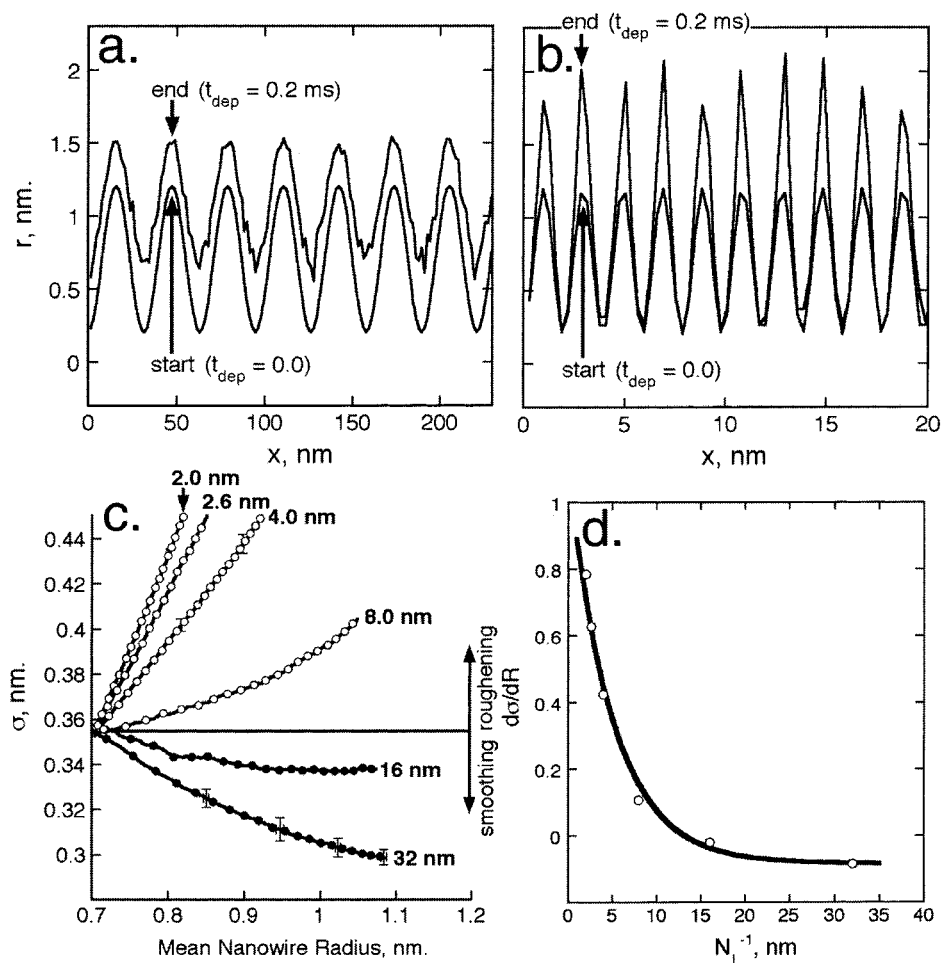 a.
end (t_dep = 0.2 ms)
start (t_dep = 0.0)
r, nm.
2
1.5
1
0.5
0
0 50 100 150 200
x, nm
b.
end (t_dep = 0.2 ms)
start (t_dep = 0.0)
0 5 10 15 20
x, nm
c.
2.0 nm
2.6 nm
4.0 nm
8.0 nm
16 nm
32 nm
σ, nm.
0.44
0.42
0.4
0.38
0.36
0.34
0.32
0.3
0.7 0.8 0.9 1 1.1 1.2
Mean Nanowire Radius, nm.
smoothing roughening
d.
dσ/dR
1
0.8
0.6
0.4
0.2
0
0 5 10 15 20 25 30 35 40
N_l^-1, nm